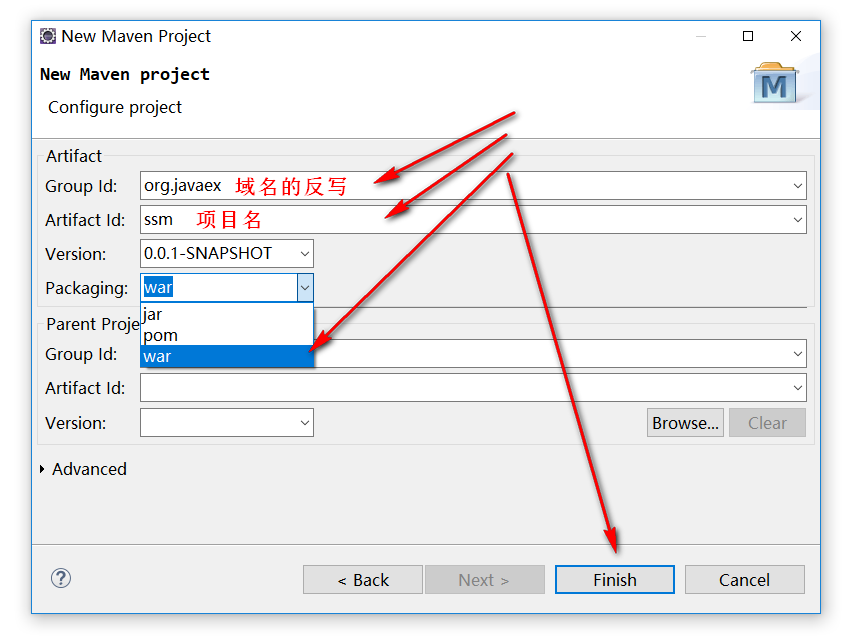 New Maven Project
New Maven project
Configure project
M
Artifact
Group Id: org.javaex 域名的反写
Artifact Id: ssm 项目名
Version: 0.0.1-SNAPSHOT
Packaging: war
jar
pom
war
Parent Proje
Group Id:
Artifact Id:
Version: Browse... Clear
Advanced
? < Back Next > Finish Cancel